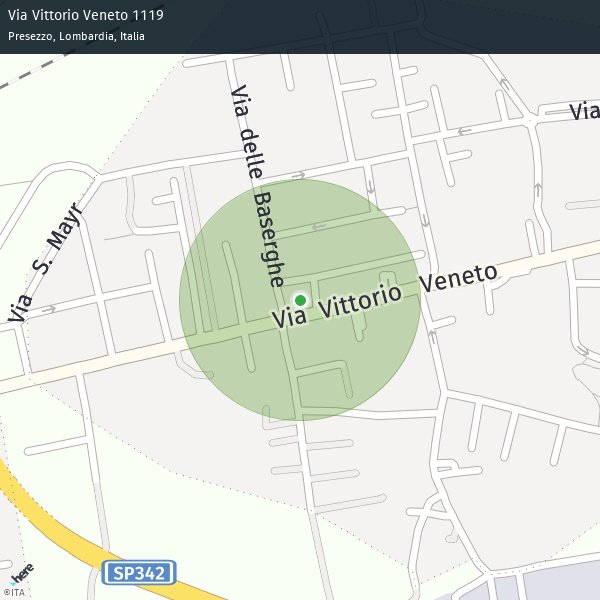 Via Vittorio Veneto 1119
Presezzo, Lombardia, Italia
Via
Via delle Baserghe
Via S. Mayr
Via Vittorio Veneto
SP342
here
©ITA